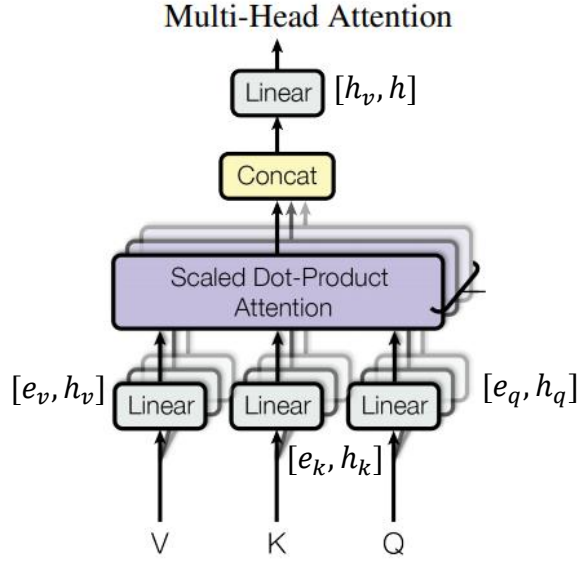 Multi-Head Attention
Linear
[h_v, h]
Concat
Scaled Dot-Product
Attention
[e_v, h_v]
Linear
Linear
Linear
[e_q, h_q]
[e_k, h_k]
V
K
Q